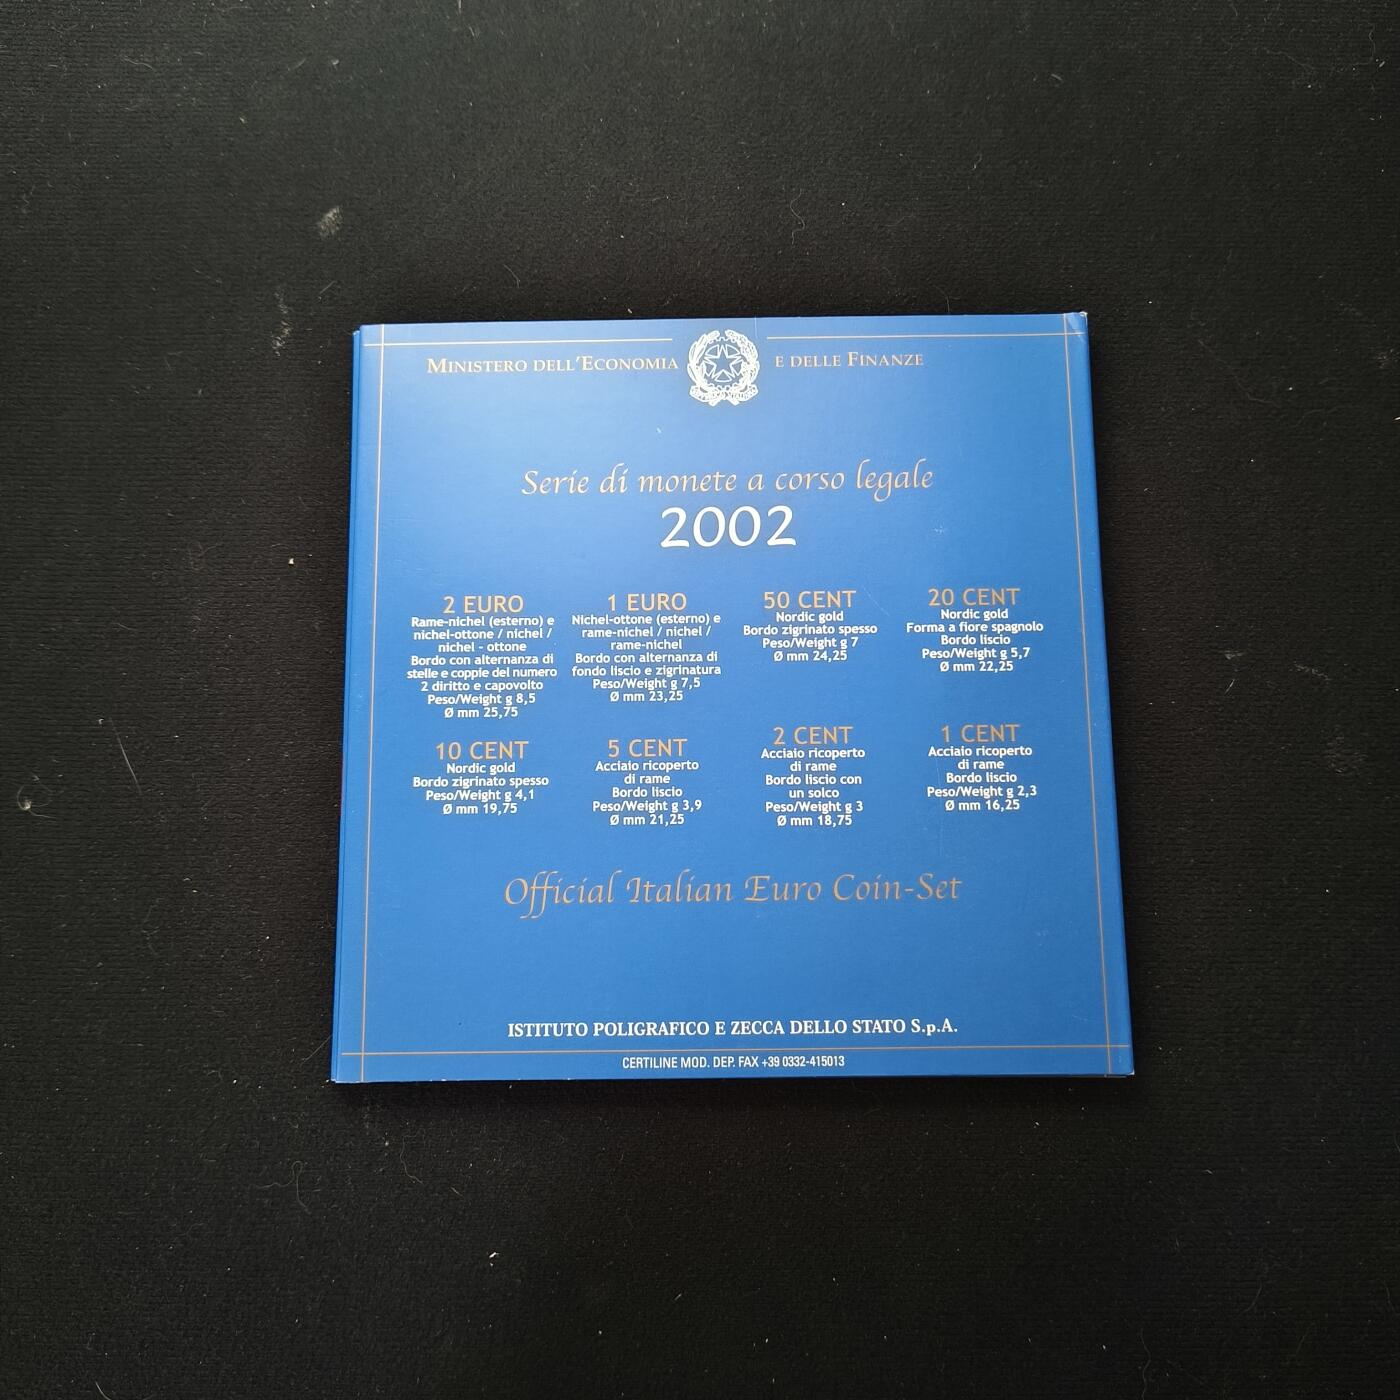 MINISTERO DELL'ECONOMIA E DELLE FINANZE
Serie di monete a corso legale
2002
2 EURO
Rame-nichel (esterno) e
nichel-ottone / nichel /
nichel - ottone
Bordo con alternanza di
stelle e coppie del numero
2 diritto e capovolto
Peso/Weight g 8,5
Ø mm 25,75
1 EURO
Nichel-ottone (esterno) e
rame-nichel / nichel /
rame-nichel
Bordo con alternanza di
fondo liscio e zigrinatura
Peso/Weight g 7,5
Ø mm 23,25
50 CENT
Nordic gold
Bordo zigrinato spesso
Peso/Weight g 7
Ø mm 24,25
20 CENT
Nordic gold
Forma a fiore spagnolo
Bordo liscio
Peso/Weight g 5,7
Ø mm 22,25
10 CENT
Nordic gold
Bordo zigrinato spesso
Peso/Weight g 4,1
Ø mm 19,75
5 CENT
Acciaio ricoperto
di rame
Bordo liscio
Peso/Weight g 3,9
Ø mm 21,25
2 CENT
Acciaio ricoperto
di rame
Bordo liscio con
un solco
Peso/Weight g 3
Ø mm 18,75
1 CENT
Acciaio ricoperto
di rame
Bordo liscio
Peso/Weight g 2,3
Ø mm 16,25
Official Italian Euro Coin-Set
ISTITUTO POLIGRAFICO E ZECCA DELLO STATO S.p.A.
CERTILINE MOD. DEP. FAX +39 0332-415013